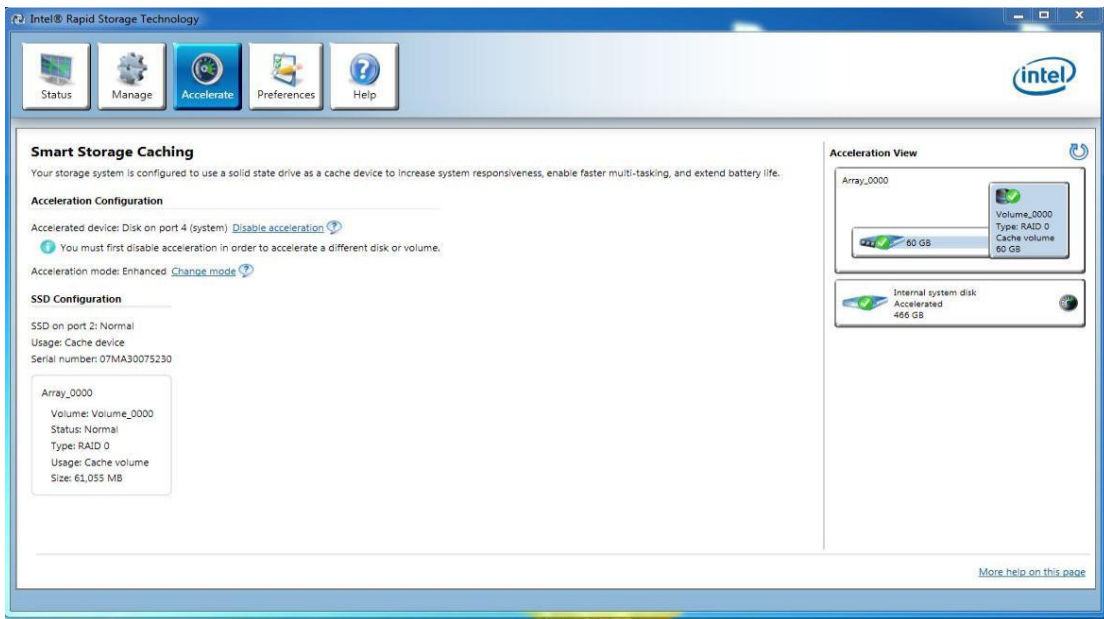 Intel® Rapid Storage Technology
Status
Manage
Accelerate
Preferences
Help
intel
Smart Storage Caching
Your storage system is configured to use a solid state drive as a cache device to increase system responsiveness, enable faster multi-tasking, and extend battery life.
Acceleration Configuration
Accelerated device: Disk on port 4 (system) Disable acceleration
You must first disable acceleration in order to accelerate a different disk or volume.
Acceleration mode: Enhanced Change mode
SSD Configuration
SSD on port 2: Normal
Usage: Cache device
Serial number: 07MA30075230
Array_0000
Volume: Volume_0000
Status: Normal
Type: RAID 0
Usage: Cache volume
Size: 61,055 MB
Acceleration View
Array_0000
60 GB
Volume_0000
Type: RAID 0
Cache volume
60 GB
Internal system disk
Accelerated
466 GB
More help on this page